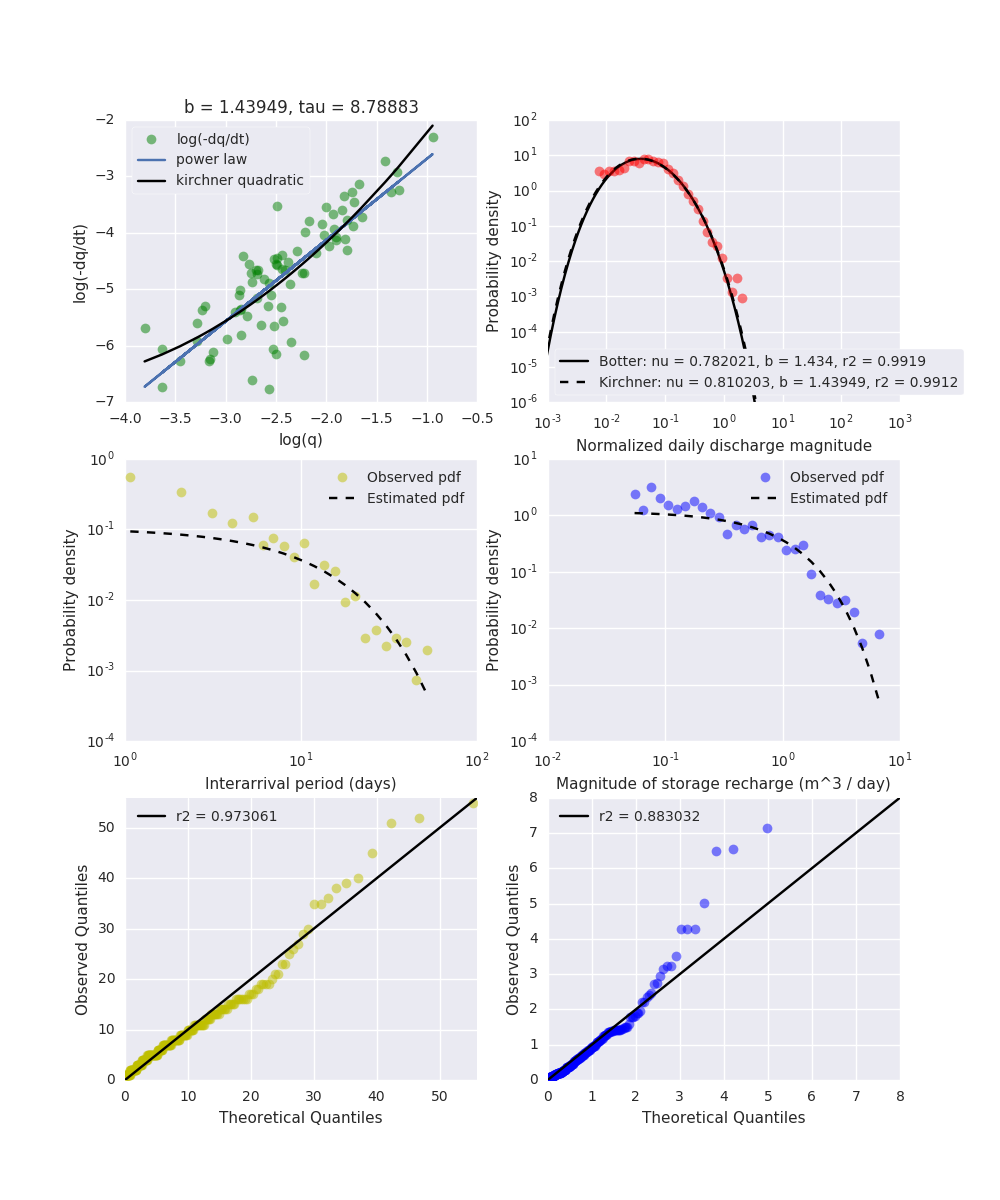 b = 1.43949, tau = 8.78883
−2
−3
−4
−5
−6
−7
log(-dq/dt)
log(-dq/dt)
power law
kirchner quadratic
−4.0 −3.5 −3.0 −2.5 −2.0 −1.5 −1.0 −0.5
log(q)
10^2
10^1
10^0
10^-1
10^-2
10^-3
10^-4
10^-5
10^-6
Probability density
Botter: nu = 0.782021, b = 1.434, r2 = 0.9919
Kirchner: nu = 0.810203, b = 1.43949, r2 = 0.9912
10^-3 10^-2 10^-1 10^0 10^1 10^2 10^3
Normalized daily discharge magnitude
10^0
10^-1
10^-2
10^-3
10^-4
Probability density
Observed pdf
Estimated pdf
10^0 10^1 10^2
Interarrival period (days)
10^1
10^0
10^-1
10^-2
10^-3
10^-4
Probability density
Observed pdf
Estimated pdf
10^-2 10^-1 10^0 10^1
Magnitude of storage recharge (m^3 / day)
50
40
30
20
10
0
Observed Quantiles
r2 = 0.973061
0 10 20 30 40 50
Theoretical Quantiles
8
7
6
5
4
3
2
1
0
Observed Quantiles
r2 = 0.883032
0 1 2 3 4 5 6 7 8
Theoretical Quantiles